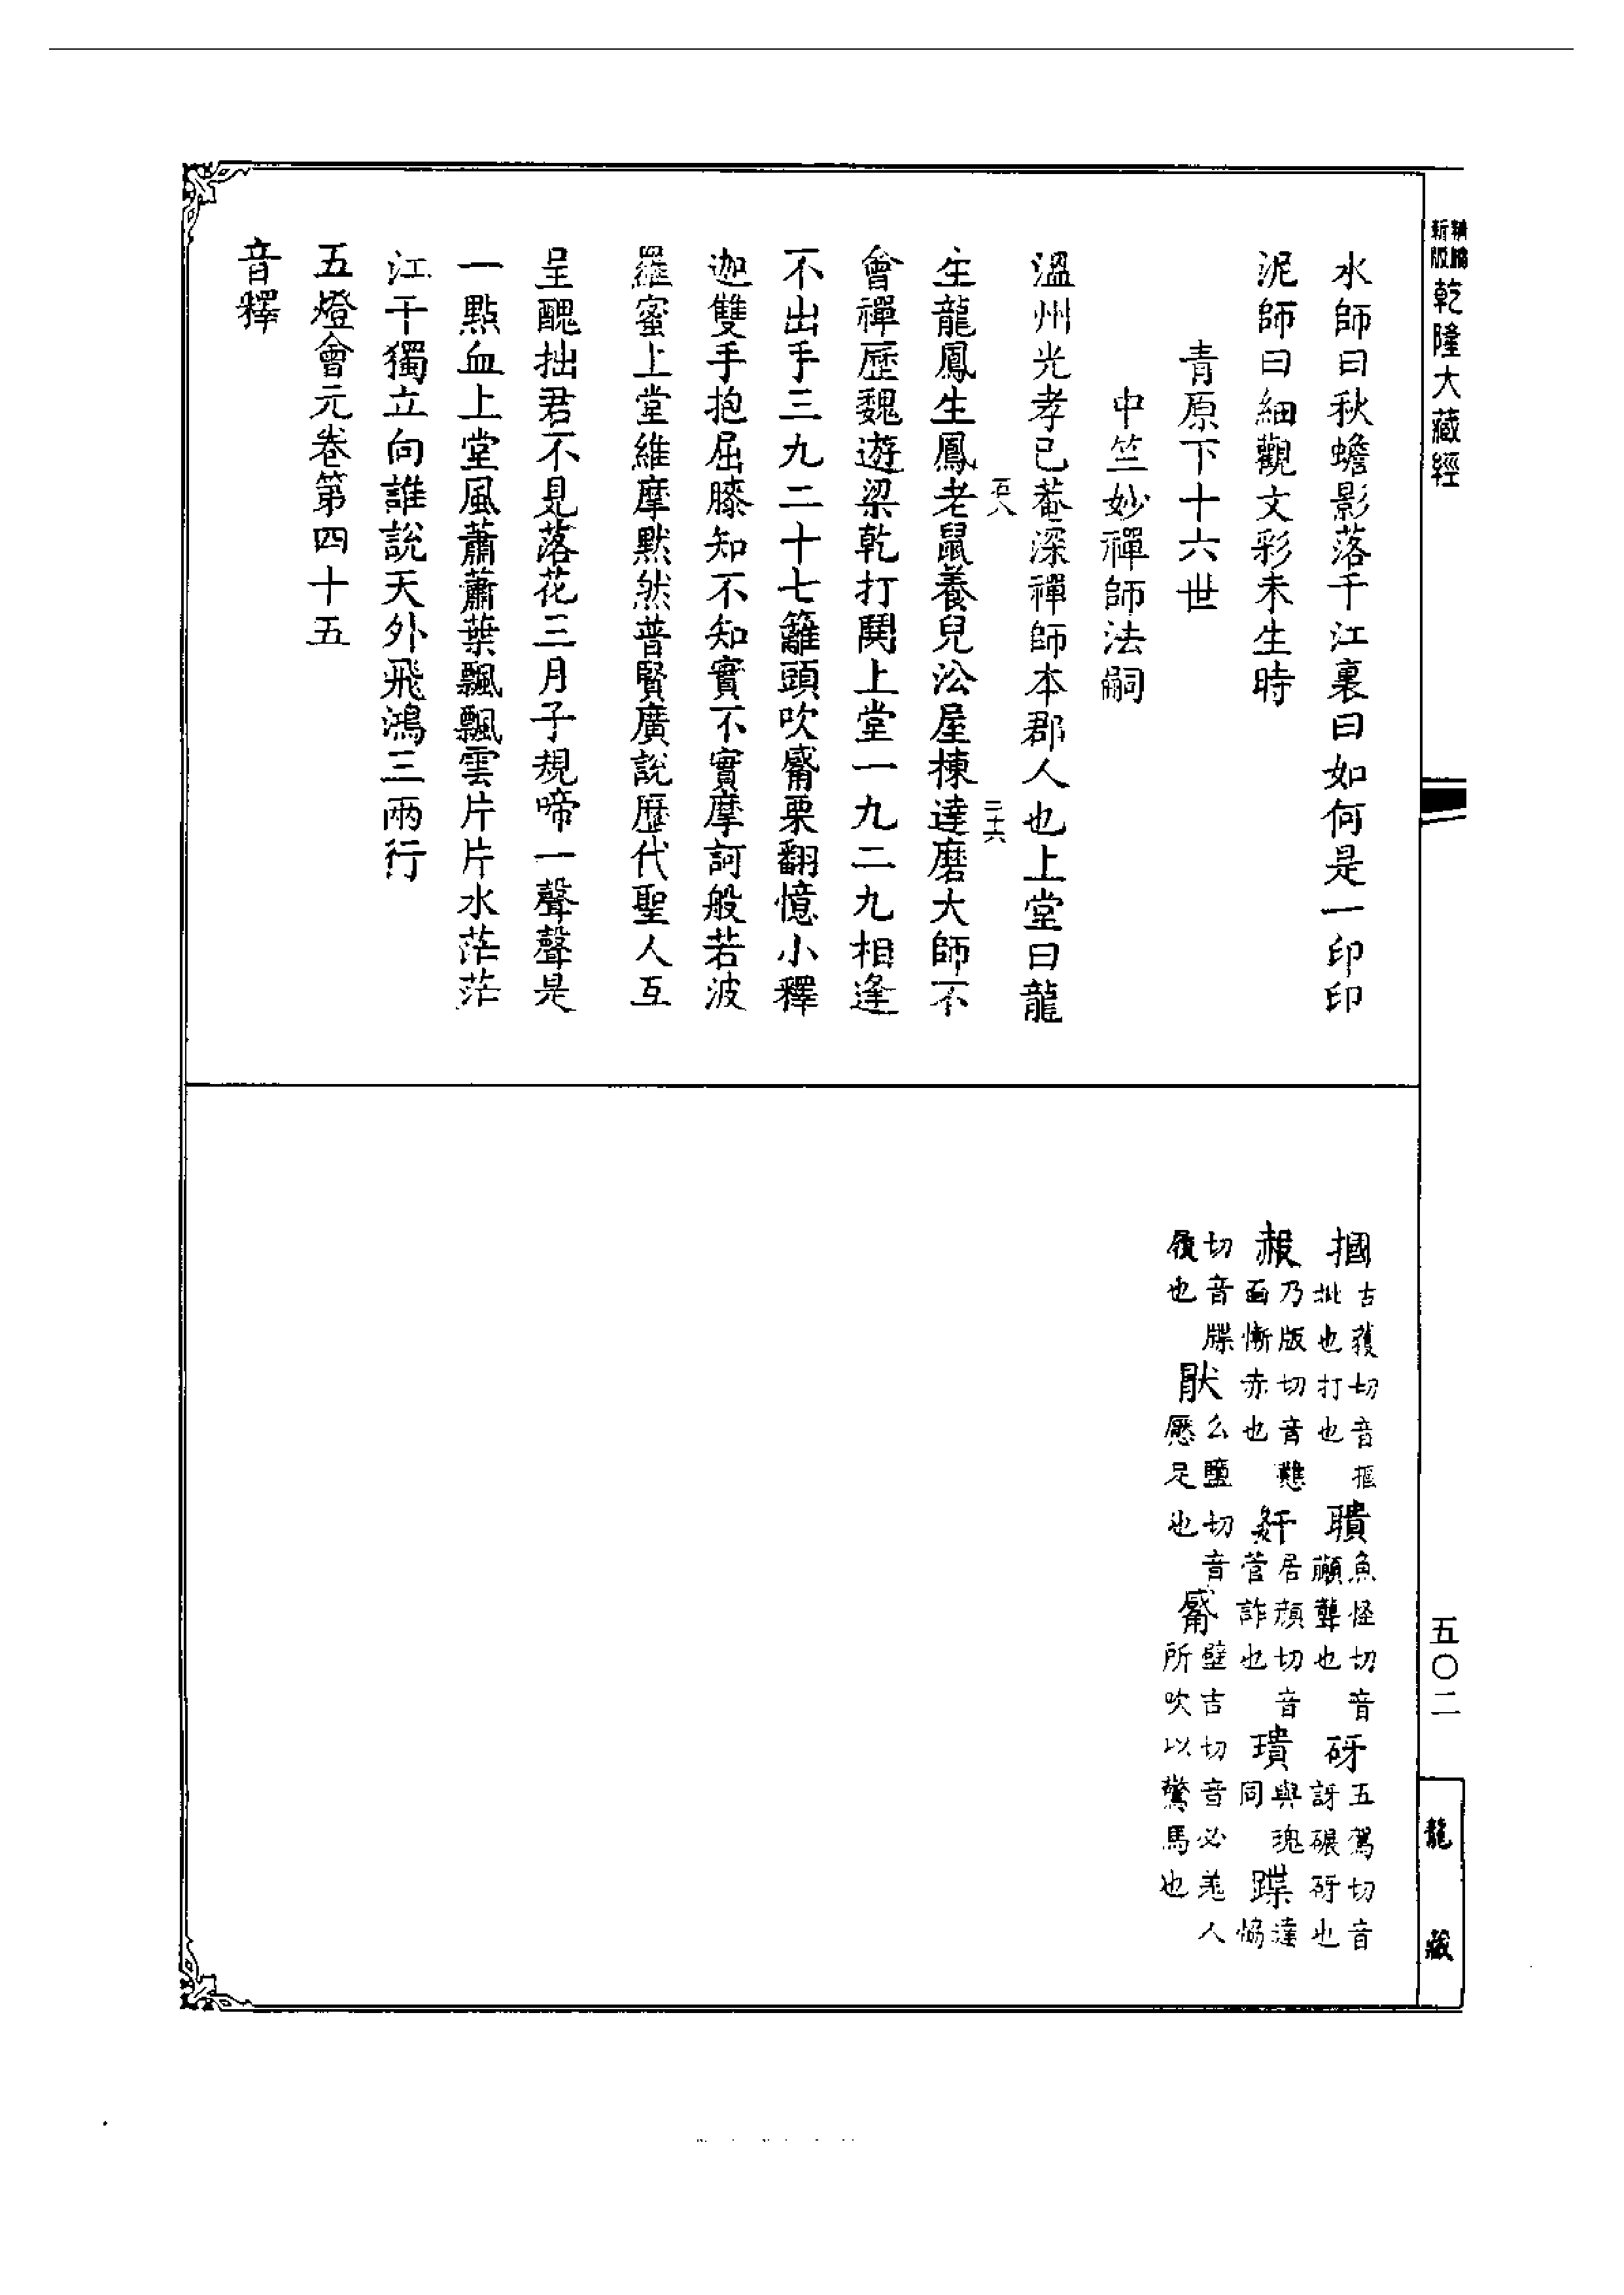 新編
新版 乾隆大藏經
水師曰秋蟾影落千江裏曰如何是一印印
泥師曰細觀文彩未生時
青原下十六世
中竺妙禪師法嗣
溫州光孝已菴深禪師本郡人也上堂曰龍
生龍鳳生鳳老鼠養兒㳂屋棟達磨大師不
會禪歷魏遊梁乾打鬨上堂一九二九相逢
不出手三九二十七籬頭吹觱栗翻憶小釋
迦雙手抱屈膝知不知實不實摩訶般若波
羅蜜上堂維摩默然普賢廣說歷代聖人互
呈醜拙君不見落花三月子規啼一聲聲是
一點血上堂風蕭蕭葉飄飄雲片片水茫茫
江干獨立向誰說天外飛鴻三兩行
五燈會元卷第四十五
音釋
三十六
摑 古獲切音摑批也打也 聵 魚怪切音顪聾也 砑 五駕切音訝碾砑也
赧 乃版切音戁面慚赤也 奸 居顏切音菅詐也 璝 與瑰同 蹀 達協
切音牒履也 猒 么鹽切音懕足也 觱 壁吉切音必羌人所吹以驚馬也
五〇二
龍藏